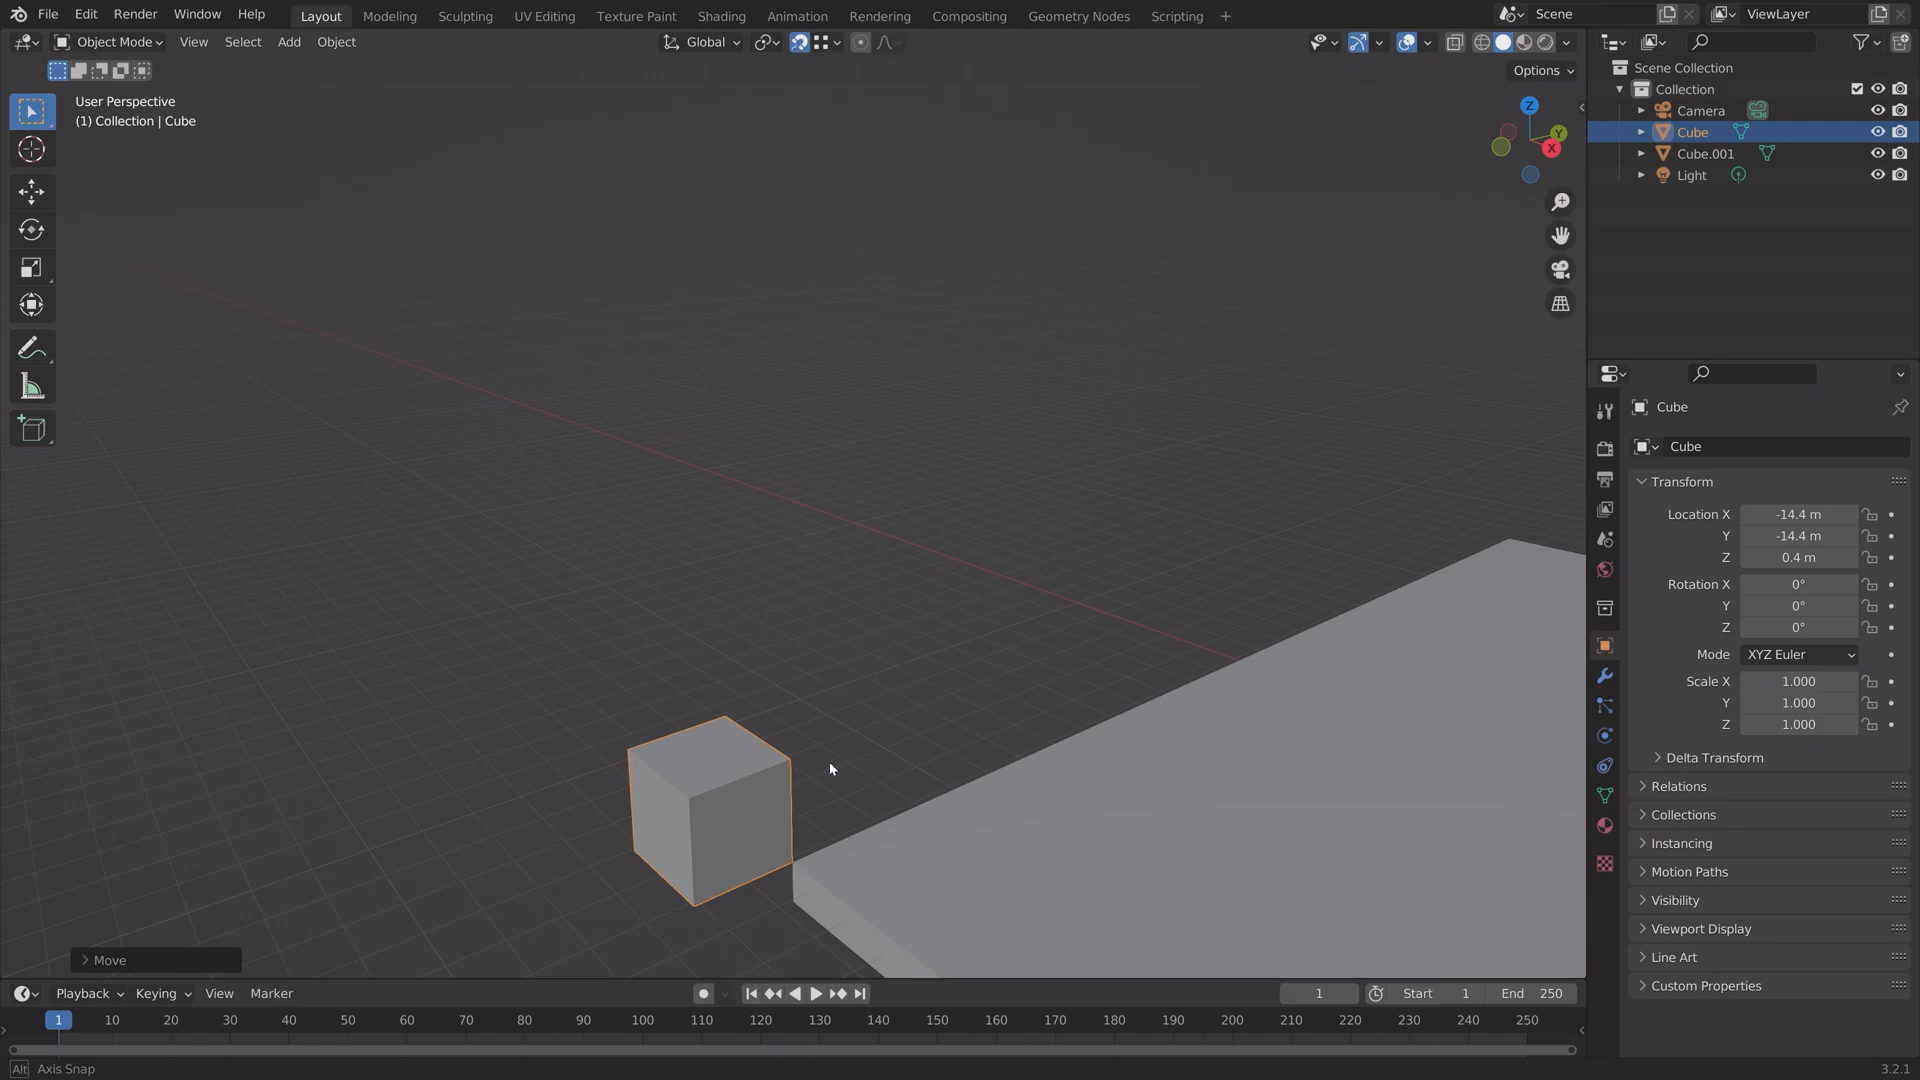 File Edit Render Window Help Layout Modeling Sculpting UV Editing Texture Paint Shading Animation Rendering Compositing Geometry Nodes Scripting + Scene ViewLayer
Object Mode View Select Add Object Global
Options
User Perspective
(1) Collection | Cube
Z
Y
X
Scene Collection
Collection
Camera
Cube
Cube.001
Light
Cube
Cube
Transform
Location X -14.4 m
Y -14.4 m
Z 0.4 m
Rotation X 0°
Y 0°
Z 0°
Mode XYZ Euler
Scale X 1.000
Y 1.000
Z 1.000
Delta Transform
Relations
Collections
Instancing
Motion Paths
Visibility
Viewport Display
Line Art
Custom Properties
Move
Playback Keying View Marker 1 Start 1 End 250
1 10 20 30 40 50 60 70 80 90 100 110 120 130 140 150 160 170 180 190 200 210 220 230 240 250
Alt Axis Snap 3.2.1